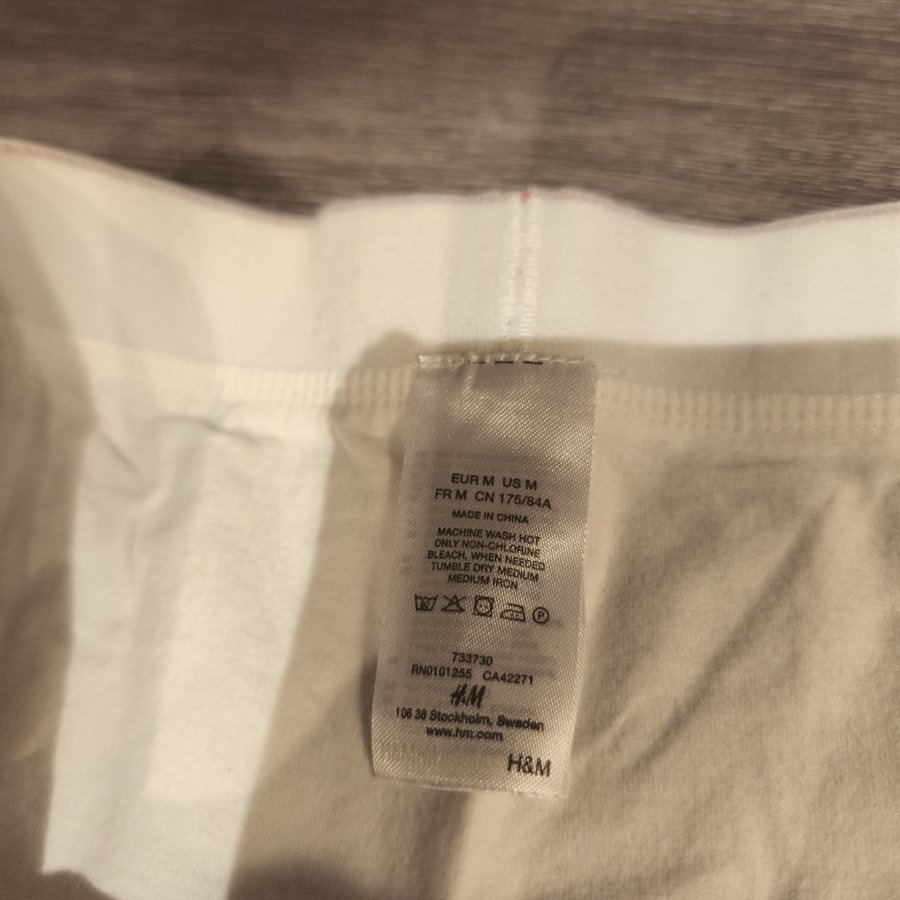 EUR M US M
FR M CN 175/84A
MADE IN CHINA
MACHINE WASH HOT
ONLY NON-CHLORINE
BLEACH, WHEN NEEDED
TUMBLE DRY MEDIUM
MEDIUM IRON
P
733730
RN0101255 CA42271
H&M
106 38 Stockholm, Sweden
www.hm.com
H&M